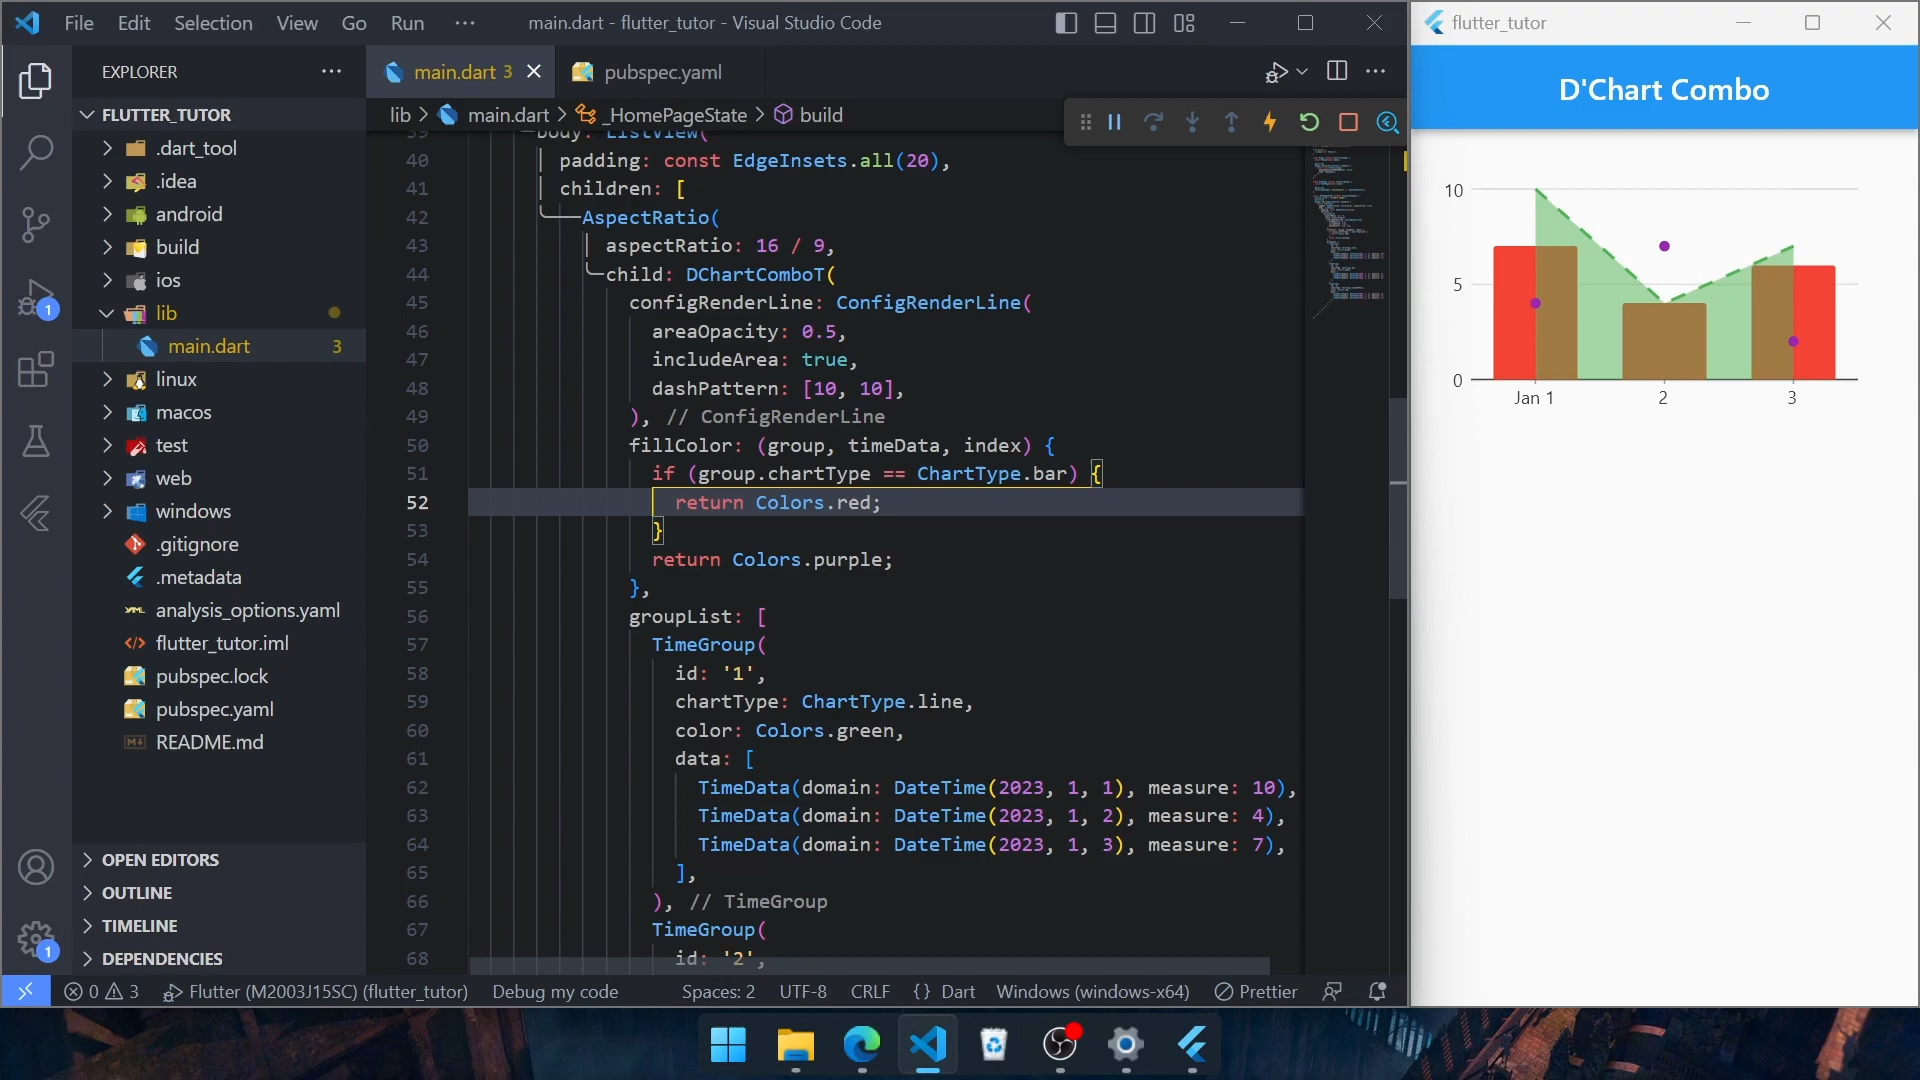 File Edit Selection View Go Run ··· main.dart - flutter_tutor - Visual Studio Code
EXPLORER ···
FLUTTER_TUTOR
.dart_tool
.idea
android
build
ios
lib
main.dart 3
linux
macos
test
web
windows
.gitignore
.metadata
analysis_options.yaml
flutter_tutor.iml
pubspec.lock
pubspec.yaml
README.md
OPEN EDITORS
OUTLINE
TIMELINE
DEPENDENCIES
1
1
main.dart 3 pubspec.yaml
lib > main.dart > _HomePageState > build
39 body: ListView(
40 padding: const EdgeInsets.all(20),
41 children: [
42 AspectRatio(
43 aspectRatio: 16 / 9,
44 child: DChartComboT(
45 configRenderLine: ConfigRenderLine(
46 areaOpacity: 0.5,
47 includeArea: true,
48 dashPattern: [10, 10],
49 ), // ConfigRenderLine
50 fillColor: (group, timeData, index) {
51 if (group.chartType == ChartType.bar) {
52 return Colors.red;
53 }
54 return Colors.purple;
55 },
56 groupList: [
57 TimeGroup(
58 id: '1',
59 chartType: ChartType.line,
60 color: Colors.green,
61 data: [
62 TimeData(domain: DateTime(2023, 1, 1), measure: 10),
63 TimeData(domain: DateTime(2023, 1, 2), measure: 4),
64 TimeData(domain: DateTime(2023, 1, 3), measure: 7),
65 ],
66 ), // TimeGroup
67 TimeGroup(
68 id: '2',
0 3 Flutter (M2003J15SC) (flutter_tutor) Debug my code Spaces: 2 UTF-8 CRLF {} Dart Windows (windows-x64) Prettier
flutter_tutor
D'Chart Combo
10
5
0
Jan 1 2 3